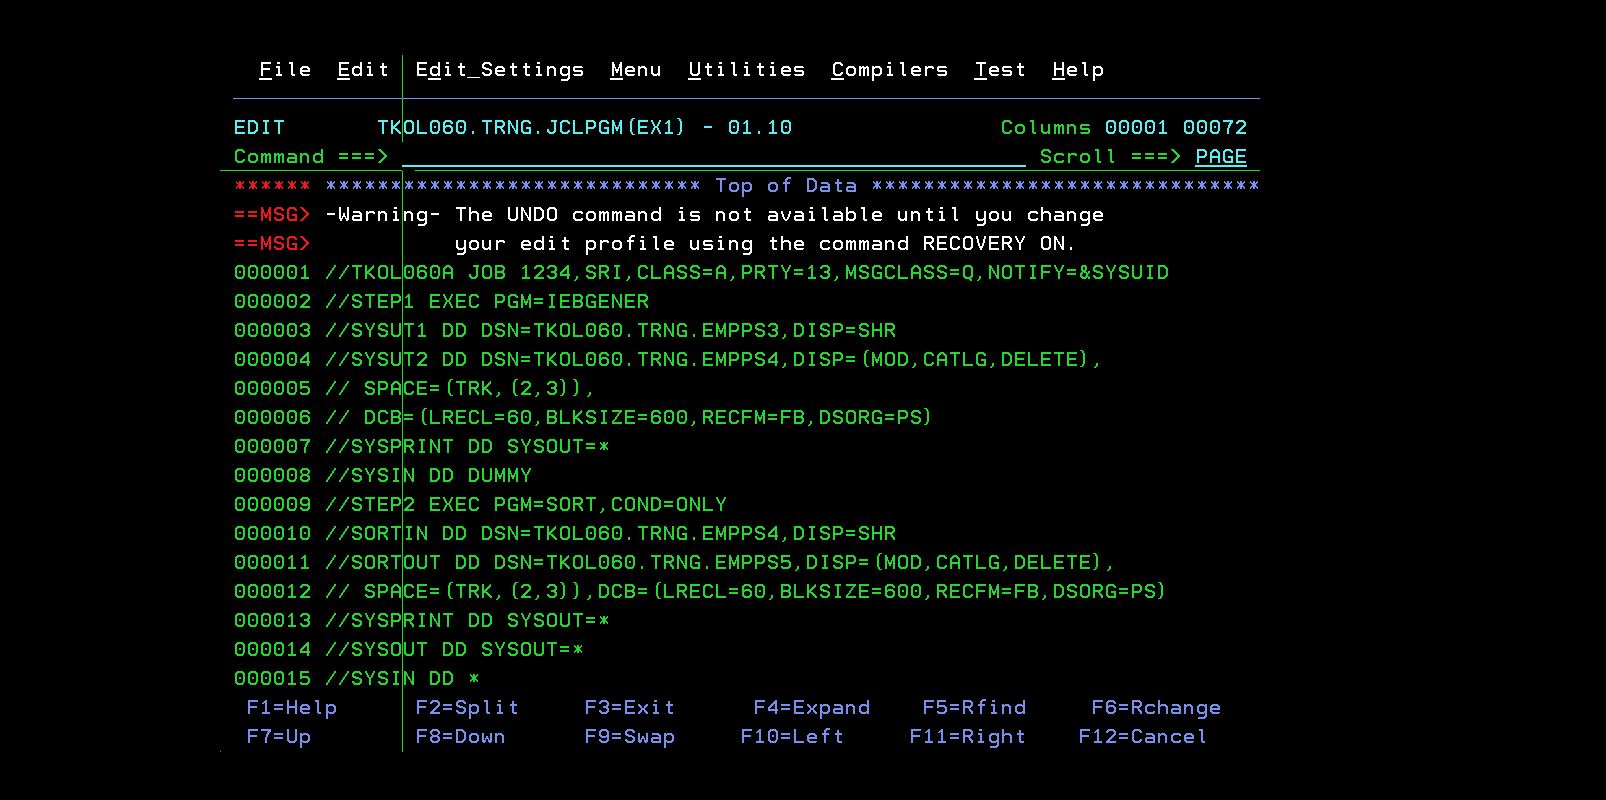 File  Edit  Edit_Settings  Menu  Utilities  Compilers  Test  Help
EDIT       TKOL060.TRNG.JCLPGM(EX1) - 01.10                Columns 00001 00072
Command ===>                                                  Scroll ===> PAGE
****** ***************************** Top of Data ******************************
==MSG> -Warning- The UNDO command is not available until you change
==MSG>           your edit profile using the command RECOVERY ON.
000001 //TKOL060A JOB 1234,SRI,CLASS=A,PRTY=13,MSGCLASS=Q,NOTIFY=&SYSUID
000002 //STEP1 EXEC PGM=IEBGENER
000003 //SYSUT1 DD DSN=TKOL060.TRNG.EMPPS3,DISP=SHR
000004 //SYSUT2 DD DSN=TKOL060.TRNG.EMPPS4,DISP=(MOD,CATLG,DELETE),
000005 // SPACE=(TRK,(2,3)),
000006 // DCB=(LRECL=60,BLKSIZE=600,RECFM=FB,DSORG=PS)
000007 //SYSPRINT DD SYSOUT=*
000008 //SYSIN DD DUMMY
000009 //STEP2 EXEC PGM=SORT,COND=ONLY
000010 //SORTIN DD DSN=TKOL060.TRNG.EMPPS4,DISP=SHR
000011 //SORTOUT DD DSN=TKOL060.TRNG.EMPPS5,DISP=(MOD,CATLG,DELETE),
000012 // SPACE=(TRK,(2,3)),DCB=(LRECL=60,BLKSIZE=600,RECFM=FB,DSORG=PS)
000013 //SYSPRINT DD SYSOUT=*
000014 //SYSOUT DD SYSOUT=*
000015 //SYSIN DD *
F1=Help      F2=Split     F3=Exit      F4=Expand    F5=Rfind     F6=Rchange
F7=Up        F8=Down      F9=Swap     F10=Left     F11=Right    F12=Cancel